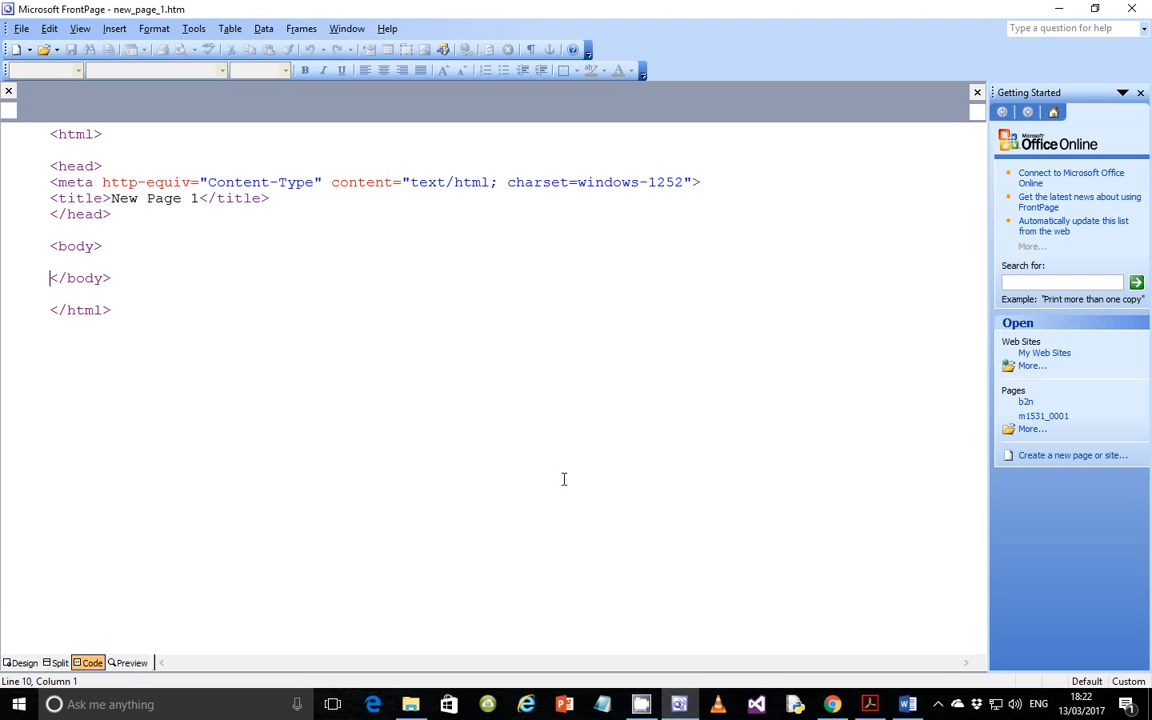 Microsoft FrontPage - new_page_1.htm
File Edit View Insert Format Tools Table Data Frames Window Help
Type a question for help
<html>
<head>
<meta http-equiv="Content-Type" content="text/html; charset=windows-1252">
<title>New Page 1</title>
</head>
<body>
</body>
</html>
Getting Started
Microsoft
Office Online
Connect to Microsoft Office
Online
Get the latest news about using
FrontPage
Automatically update this list
from the web
More...
Search for:
Example: "Print more than one copy"
Open
Web Sites
My Web Sites
More...
Pages
b2n
m1531_0001
More...
Create a new page or site...
Design Split Code Preview
Line 10, Column 1
Default Custom
Ask me anything
ENG
18:22
13/03/2017
1